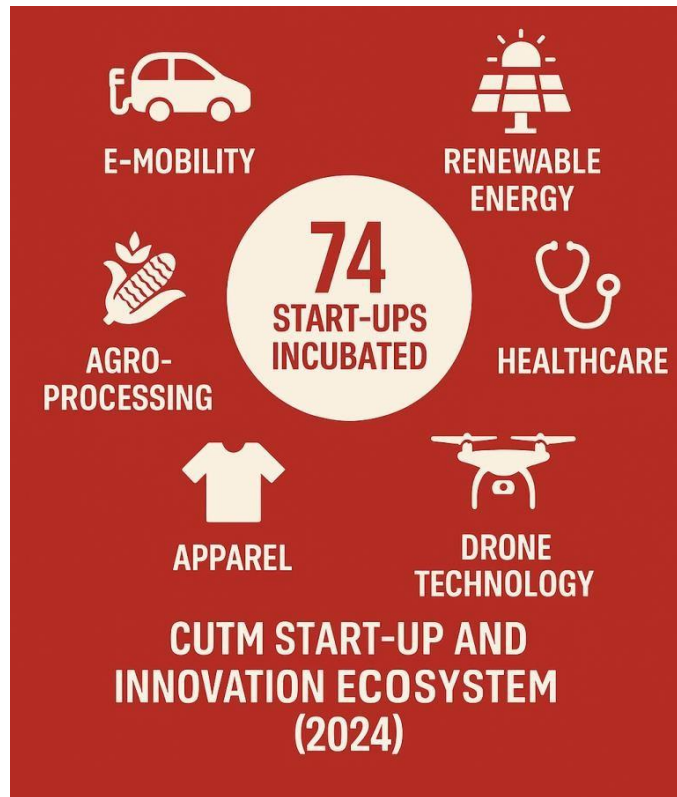 E-MOBILITY
RENEWABLE
ENERGY
74
START-UPS
INCUBATED
AGRO-
PROCESSING
HEALTHCARE
APPAREL
DRONE
TECHNOLOGY
CUTM START-UP AND
INNOVATION ECOSYSTEM
(2024)